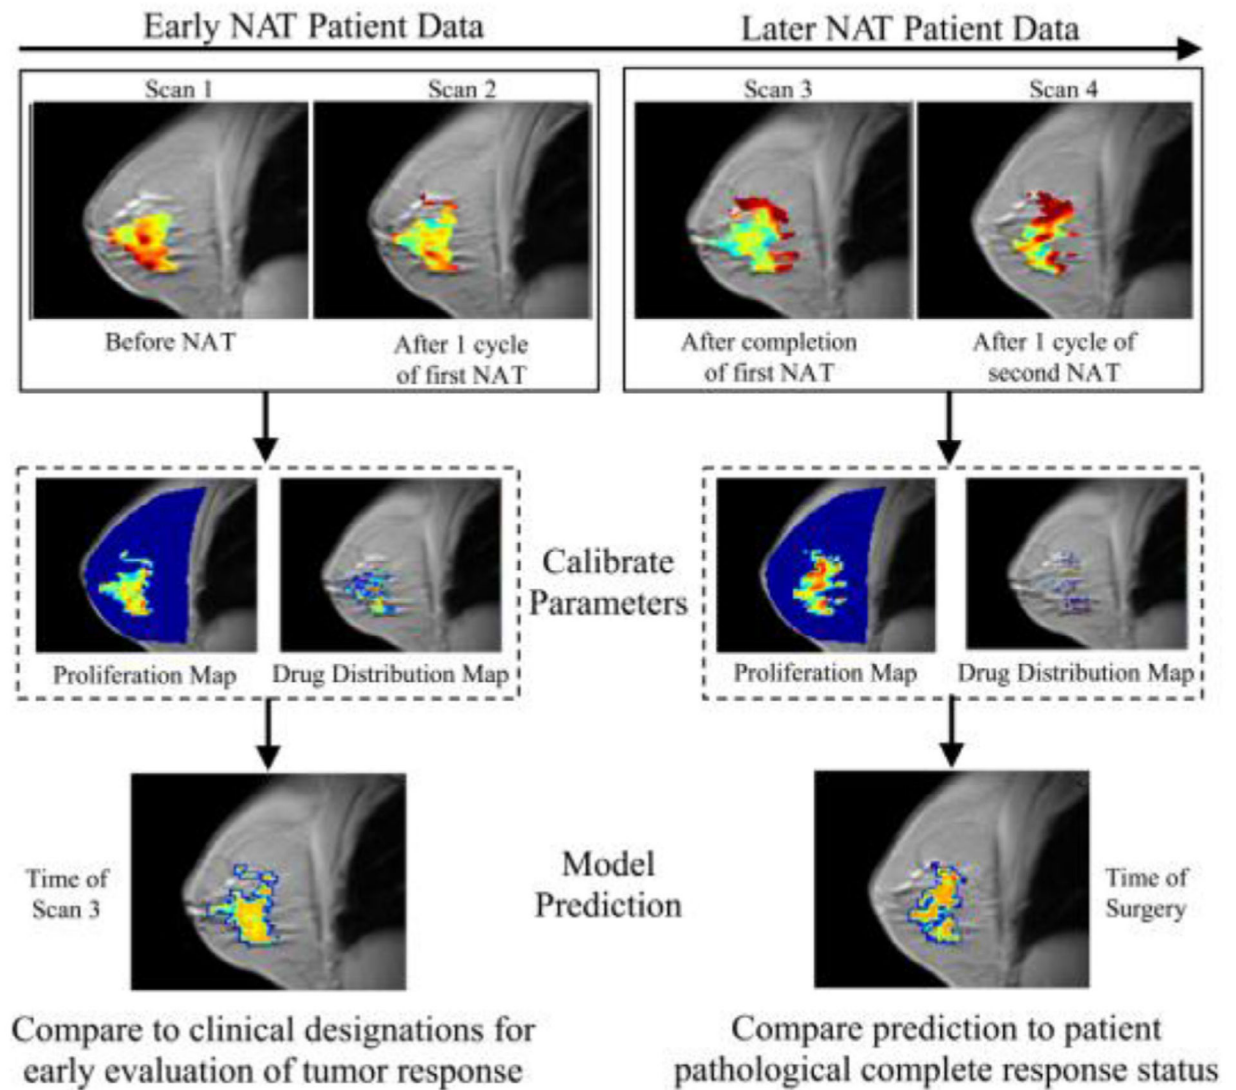 Early NAT Patient Data
Later NAT Patient Data
Scan 1
Scan 2
Scan 3
Scan 4
Before NAT
After 1 cycle
of first NAT
After completion
of first NAT
After 1 cycle of
second NAT
Proliferation Map
Drug Distribution Map
Calibrate
Parameters
Proliferation Map
Drug Distribution Map
Time of
Scan 3
Model
Prediction
Time of
Surgery
Compare to clinical designations for
early evaluation of tumor response
Compare prediction to patient
pathological complete response status